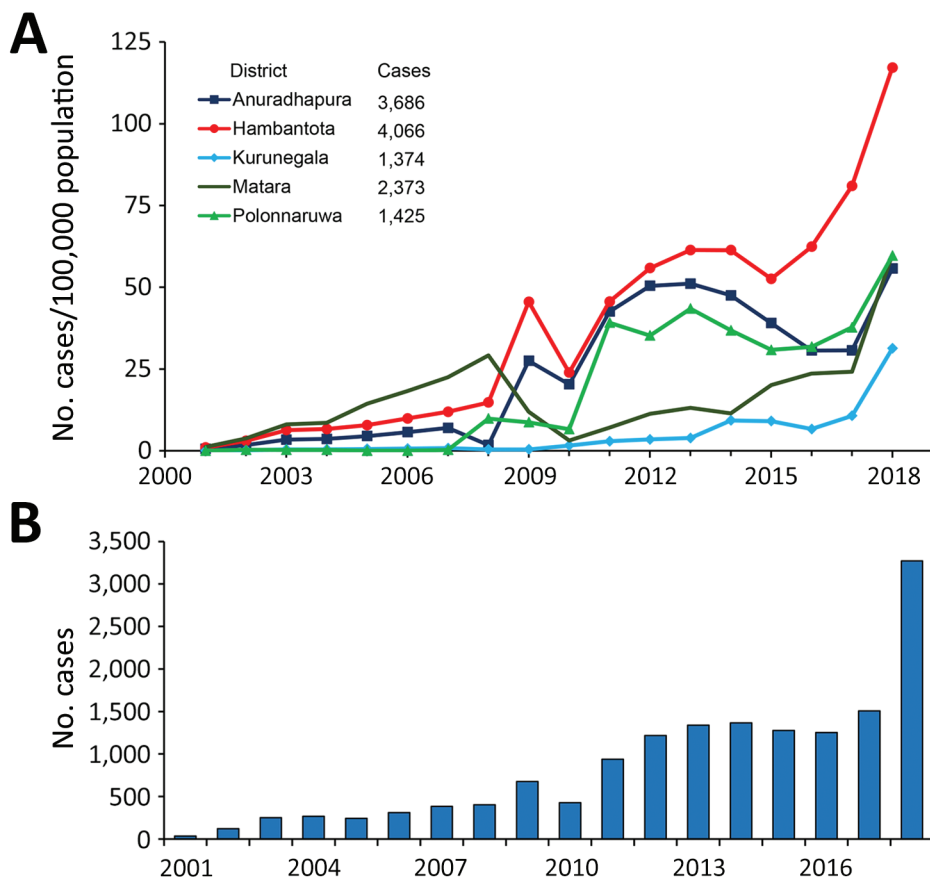 A
No. cases/100,000 population
125
100
75
50
25
0
District Cases
Anuradhapura 3,686
Hambantota 4,066
Kurunegala 1,374
Matara 2,373
Polonnaruwa 1,425
2000 2003 2006 2009 2012 2015 2018
B
No. cases
3,500
3,000
2,500
2,000
1,500
1,000
500
0
2001 2004 2007 2010 2013 2016